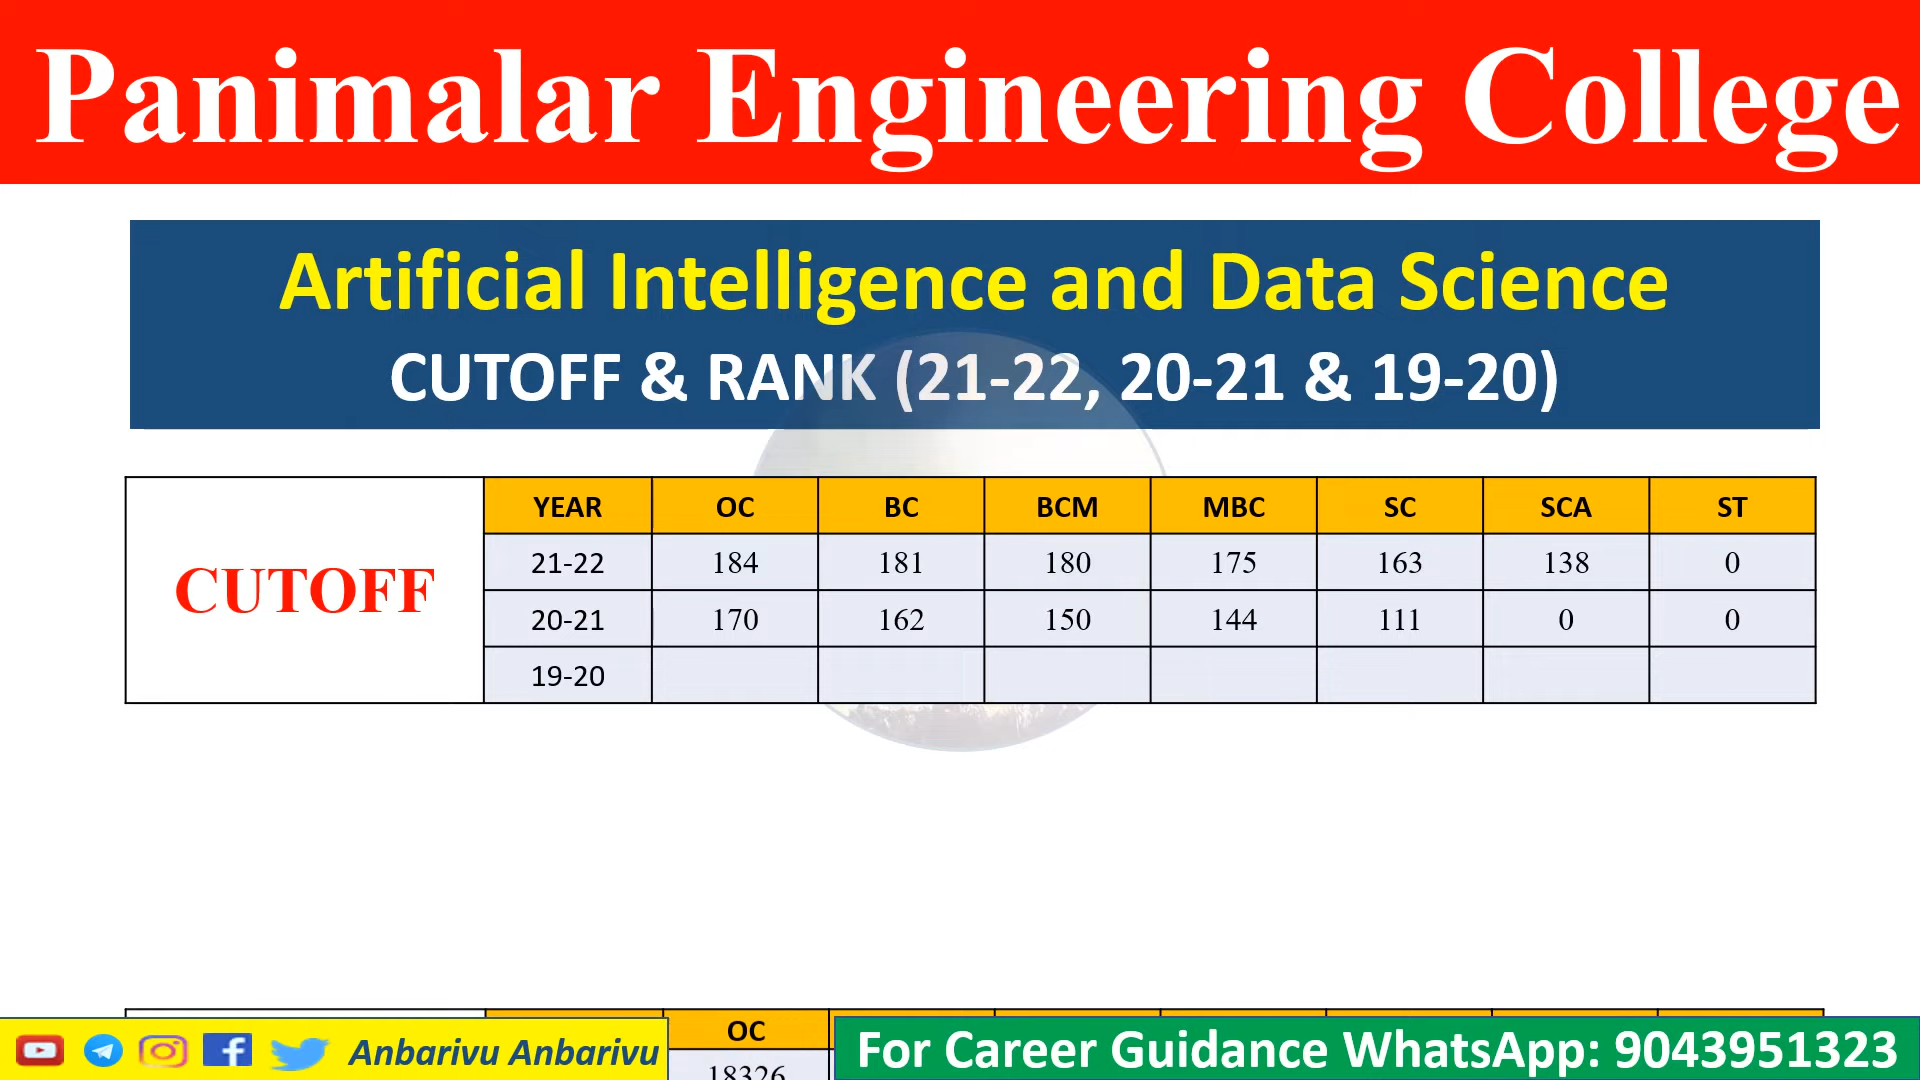 Panimalar Engineering College
Artificial Intelligence and Data Science
CUTOFF & RANK (21-22, 20-21 & 19-20)
CUTOFF
YEAR OC BC BCM MBC SC SCA ST
21-22 184 181 180 175 163 138 0
20-21 170 162 150 144 111 0 0
19-20
OC
18326
Anbarivu Anbarivu
For Career Guidance WhatsApp: 9043951323